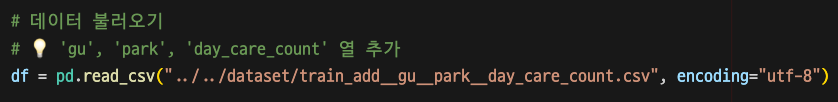 # 데이터 불러오기
# 💡 'gu', 'park', 'day_care_count' 열 추가
df = pd.read_csv("../../dataset/train_add__gu__park__day_care_count.csv", encoding="utf-8")